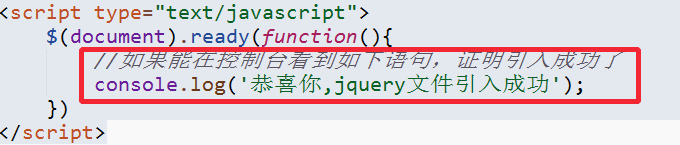 <script type="text/javascript">
$(document).ready(function(){
//如果能在控制台看到如下语句，证明引入成功了
console.log('恭喜你,jquery文件引入成功');
})
</script>